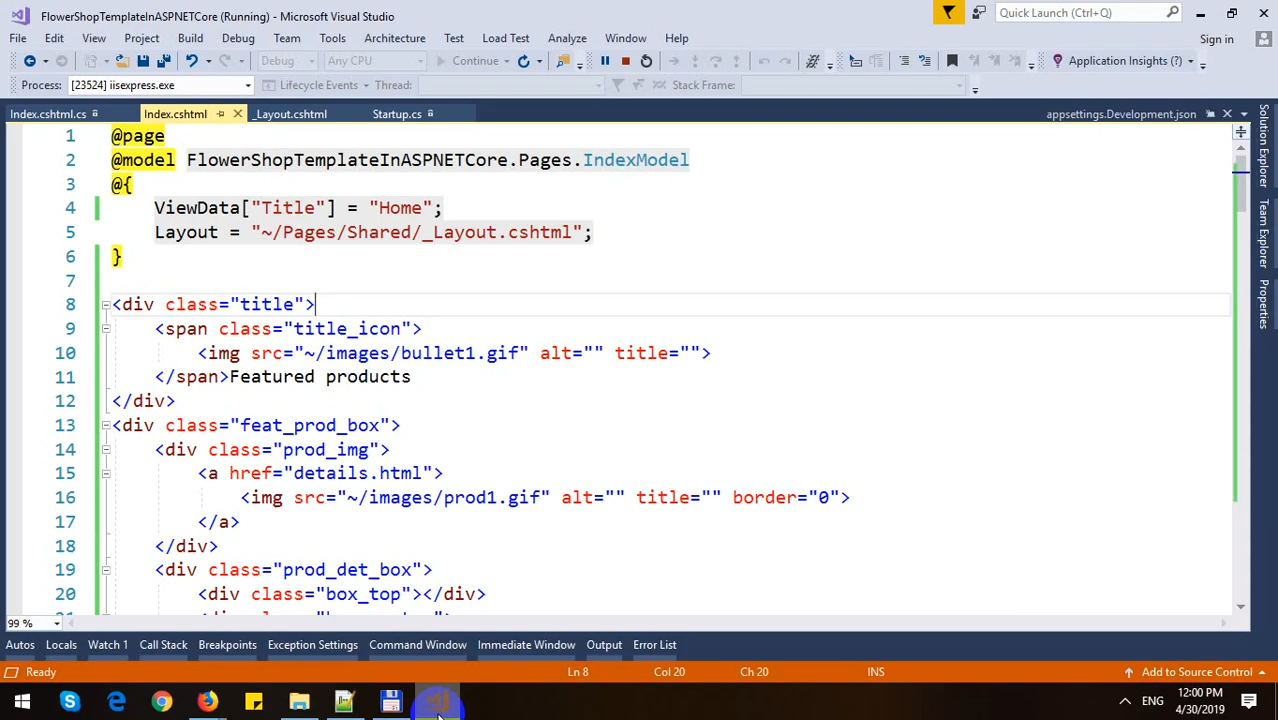 FlowerShopTemplateInASPNETCore (Running) - Microsoft Visual Studio
Quick Launch (Ctrl+Q)
File Edit View Project Build Debug Team Tools Architecture Test Load Test Analyze Window Help
Sign in
Debug Any CPU Continue Application Insights (?)
Process: [23524] iisexpress.exe Lifecycle Events Thread: Stack Frame:
Index.cshtml.cs Index.cshtml _Layout.cshtml Startup.cs appsettings.Development.json
1 @page
2 @model FlowerShopTemplateInASPNETCore.Pages.IndexModel
3 @{
4 ViewData["Title"] = "Home";
5 Layout = "~/Pages/Shared/_Layout.cshtml";
6 }
7
8 <div class="title">
9 <span class="title_icon">
10 <img src="~/images/bullet1.gif" alt="" title="">
11 </span>Featured products
12 </div>
13 <div class="feat_prod_box">
14 <div class="prod_img">
15 <a href="details.html">
16 <img src="~/images/prod1.gif" alt="" title="" border="0">
17 </a>
18 </div>
19 <div class="prod_det_box">
20 <div class="box_top"></div>
Solution Explorer
Team Explorer
Properties
99 %
Autos Locals Watch 1 Call Stack Breakpoints Exception Settings Command Window Immediate Window Output Error List
Ready Ln 8 Col 20 Ch 20 INS Add to Source Control
ENG
12:00 PM
4/30/2019